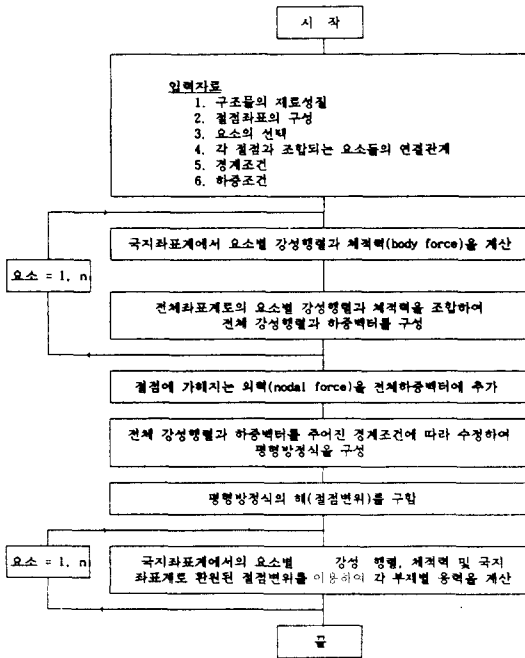 시 작
입력자료
1. 구조물의 재료성질
2. 절점좌표의 구성
3. 요소의 선택
4. 각 절점과 조합되는 요소들의 연결관계
5. 경계조건
6. 하중조건
국지좌표계에서 요소별 강성행렬과 체적력(body force)을 계산
요소 = 1, n
전체좌표계로의 요소별 강성행렬과 체적력을 조합하여
전체 강성행렬과 하중벡터를 구성
절점에 가해지는 외력(nodal force)을 전체하중벡터에 추가
전체 강성행렬과 하중벡터를 주어진 경계조건에 따라 수정하여
평형방정식을 구성
평형방정식의 해(절점변위)를 구함
요소 = 1, n
국지좌표계에서의 요소별 강성 행렬, 체적력 및 국지
좌표계로 환원된 절점변위를 이용하여 각 부재별 응력을 계산
끝